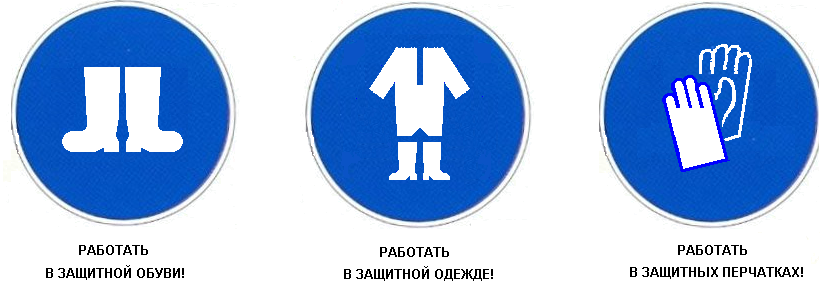 РАБОТАТЬ
В ЗАЩИТНОЙ ОБУВИ!
РАБОТАТЬ
В ЗАЩИТНОЙ ОДЕЖДЕ!
РАБОТАТЬ
В ЗАЩИТНЫХ ПЕРЧАТКАХ!